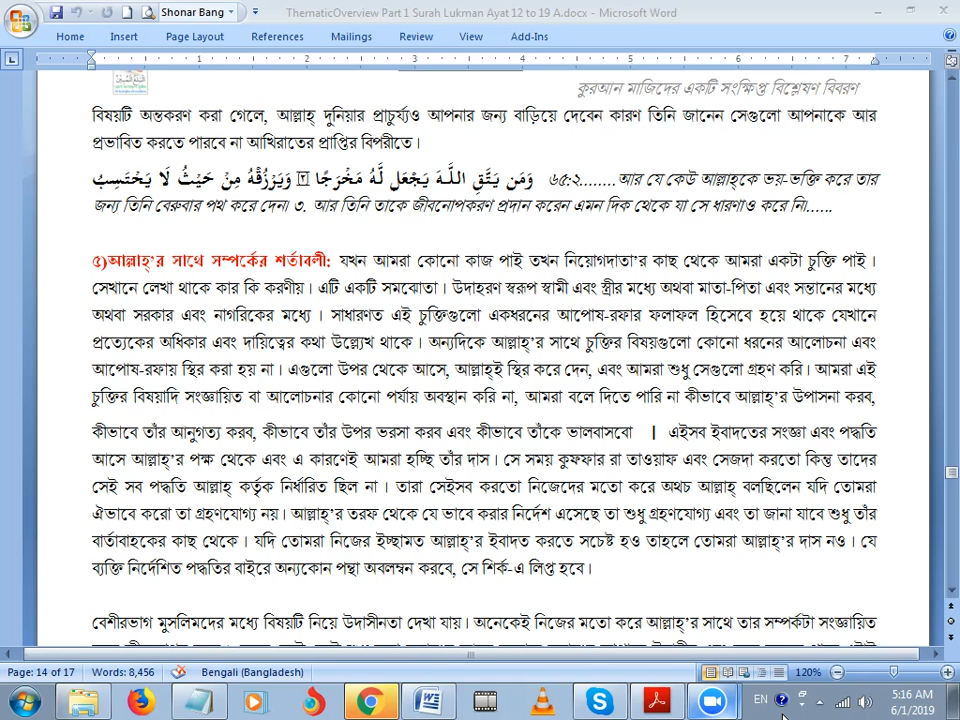 Shonar Bang
ThematicOverview Part 1 Surah Lukman Ayat 12 to 19 A.docx - Microsoft Word
Home Insert Page Layout References Mailings Review View Add-Ins
1 2 3 4 5 6 7
কুরআন মাজিদের একটি সংক্ষিপ্ত বিশ্লেষণ বিবরণ
বিষয়টি অন্তকরণ করা গেলে, আল্লাহ্ দুনিয়ার প্রাচুর্য্যও আপনার জন্য বাড়িয়ে দেবেন কারণ তিনি জানেন সেগুলো আপনাকে আর
প্রভাবিত করতে পারবে না আখিরাতের প্রাপ্তির বিপরীতে।
وَمَن يَتَّقِ اللَّـهَ يَجْعَل لَّهُ مَخْرَجًا وَيَرْزُقْهُ مِنْ حَيْثُ لَا يَحْتَسِبُ ৬৫:২........আর যে কেউ আল্লাহ্‌কে ভয়-ভক্তি করে তার
জন্য তিনি বেরুবার পথ করে দেন। ৩. আর তিনি তাকে জীবনোপকরণ প্রদান করেন এমন দিক থেকে যা সে ধারণাও করে নি......
৫)আল্লাহ্’র সাথে সম্পর্কের শর্তাবলী: যখন আমরা কোনো কাজ পাই তখন নিয়োগদাতা’র কাছ থেকে আমরা একটা চুক্তি পাই।
সেখানে লেখা থাকে কার কি করণীয়। এটি একটি সমঝোতা। উদাহরণ স্বরূপ স্বামী এবং স্ত্রীর মধ্যে অথবা মাতা-পিতা এবং সন্তানের মধ্যে
অথবা সরকার এবং নাগরিকের মধ্যে । সাধারণত এই চুক্তিগুলো একধরনের আপোষ-রফার ফলাফল হিসেবে হয়ে থাকে যেখানে
প্রত্যেকের অধিকার এবং দায়িত্বের কথা উল্ল্যেখ থাকে। অন্যদিকে আল্লাহ্’র সাথে চুক্তির বিষয়গুলো কোনো ধরনের আলোচনা এবং
আপোষ-রফায় স্থির করা হয় না। এগুলো উপর থেকে আসে, আল্লাহ্‌ই স্থির করে দেন, এবং আমরা শুধু সেগুলো গ্রহণ করি। আমরা এই
চুক্তির বিষয়াদি সংজ্ঞায়িত বা আলোচনার কোনো পর্যায় অবস্থান করি না, আমরা বলে দিতে পারি না কীভাবে আল্লাহ্’র উপাসনা করব,
কীভাবে তাঁর আনুগত্য করব, কীভাবে তাঁর উপর ভরসা করব এবং কীভাবে তাঁকে ভালবাসবো । এইসব ইবাদতের সংজ্ঞা এবং পদ্ধতি
আসে আল্লাহ্’র পক্ষ থেকে এবং এ কারণেই আমরা হচ্ছি তাঁর দাস। সে সময় কুফফার রা তাওয়াফ এবং সেজদা করতো কিন্তু তাদের
সেই সব পদ্ধতি আল্লাহ্ কর্তৃক নির্ধারিত ছিল না । তারা সেইসব করতো নিজেদের মতো করে অথচ আল্লাহ্ বলছিলেন যদি তোমরা
ঐভাবে করো তা গ্রহণযোগ্য নয়। আল্লাহ্’র তরফ থেকে যে ভাবে করার নির্দেশ এসেছে তা শুধু গ্রহণযোগ্য এবং তা জানা যাবে শুধু তাঁর
বার্তাবাহকের কাছ থেকে। যদি তোমরা নিজের ইচ্ছামত আল্লাহ্’র ইবাদত করতে সচেষ্ট হও তাহলে তোমরা আল্লাহ্’র দাস নও। যে
ব্যক্তি নির্দেশিত পদ্ধতির বাইরে অন্যকোন পন্থা অবলম্বন করবে, সে শির্ক-এ লিপ্ত হবে।
বেশীরভাগ মুসলিমদের মধ্যে বিষয়টি নিয়ে উদাসীনতা দেখা যায়। অনেকেই নিজের মতো করে আল্লাহ্’র সাথে তার সম্পর্কটা সংজ্ঞায়িত
Page: 14 of 17 Words: 8,456 Bengali (Bangladesh) 120%
EN
5:16 AM
6/1/2019